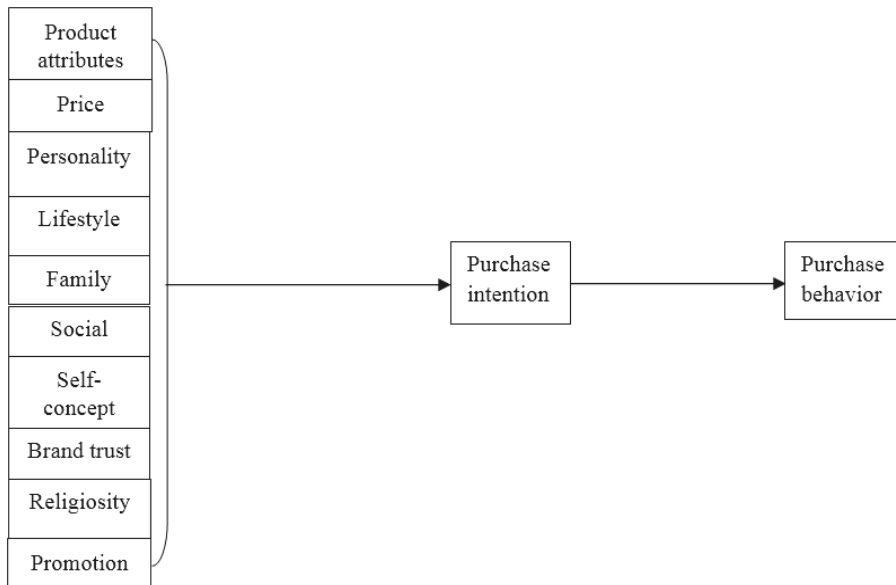 Product
attributes
Price
Personality
Lifestyle
Family
Social
Self-
concept
Brand trust
Religiosity
Promotion
Purchase
intention
Purchase
behavior